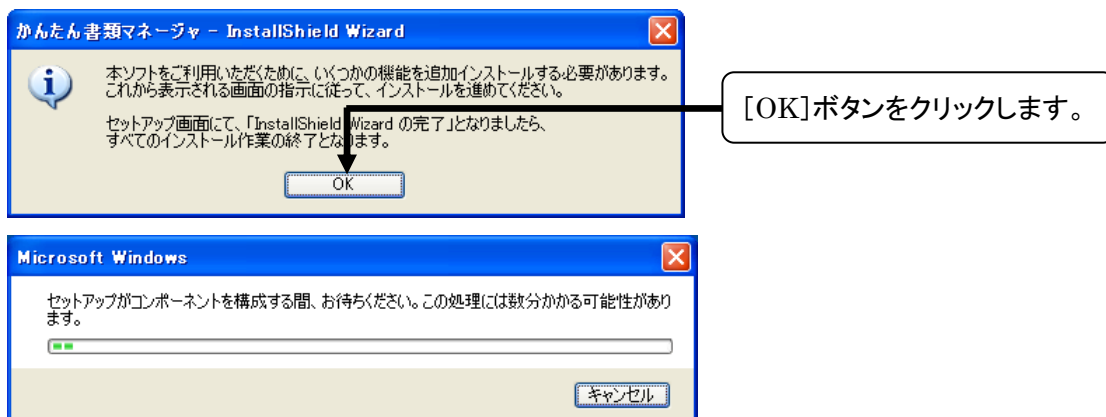 かんたん書類マネージャ - InstallShield Wizard
本ソフトをご利用いただくために、いくつかの機能を追加インストールする必要があります。
これから表示される画面の指示に従って、インストールを進めてください。
セットアップ画面にて、「InstallShield Wizard の完了」となりましたら、
すべてのインストール作業の終了となります。
OK
[OK]ボタンをクリックします。
Microsoft Windows
セットアップがコンポーネントを構成する間、お待ちください。この処理には数分かかる可能性があり
ます。
キャンセル